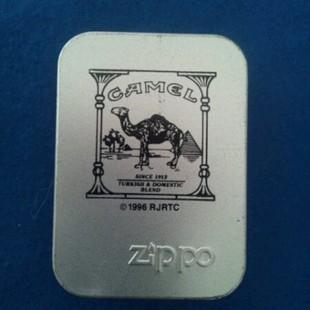 CAMEL
SINCE 1913
TURKISH & DOMESTIC
BLEND
© 1996 RJRTC
Zippo